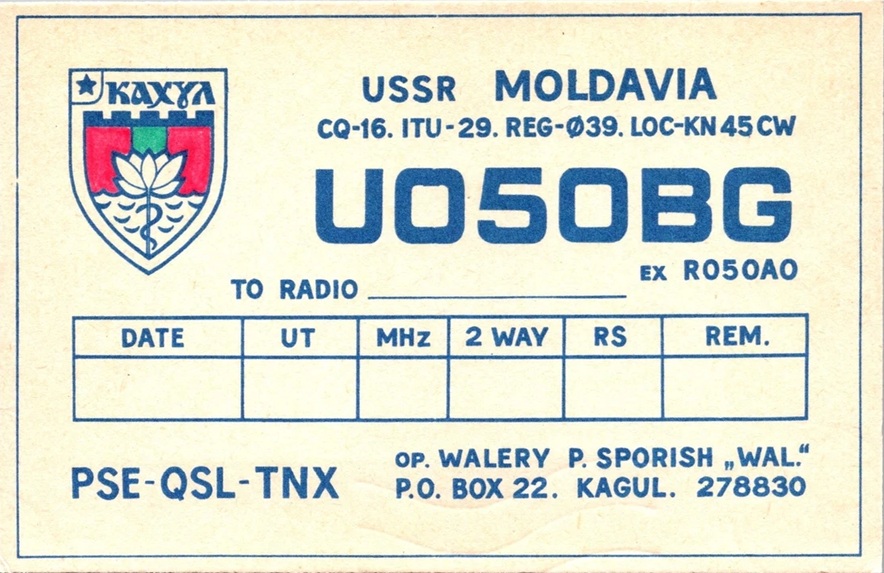 КАХУЛ
USSR MOLDAVIA
CQ-16. ITU-29. REG-Ø39. LOC-KN45CW
UO5OBG
EX RO5OAO
TO RADIO
DATE UT MHz 2 WAY RS REM.
PSE-QSL-TNX
OP. WALERY P. SPORISH „WAL.“
P.O. BOX 22. KAGUL. 278830